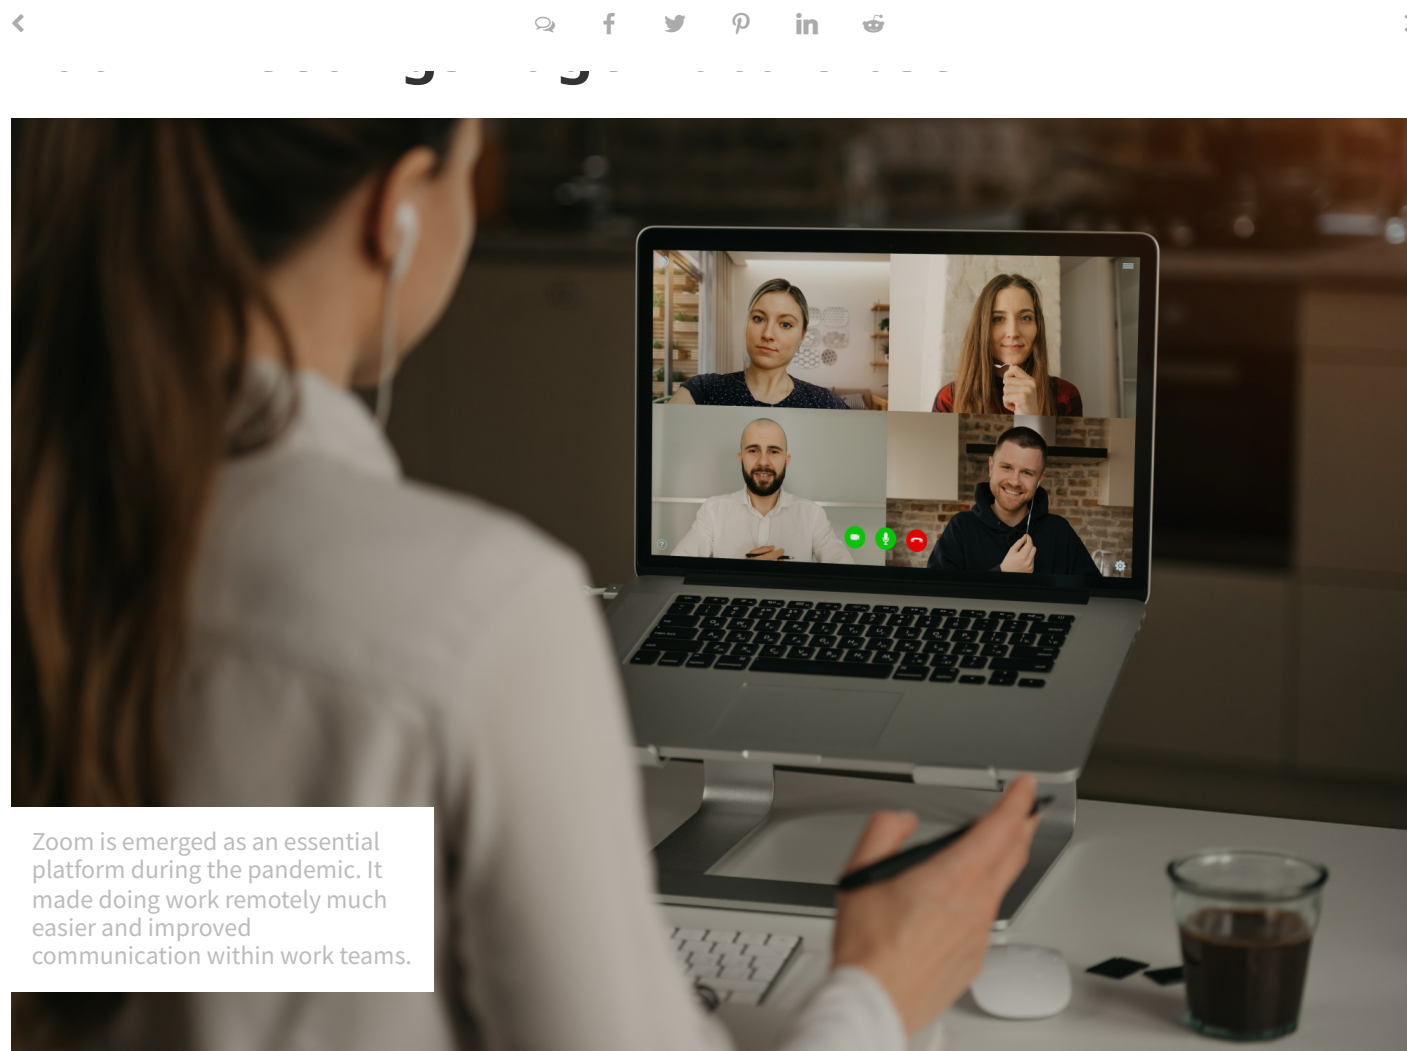 Zoom is emerged as an essential
platform during the pandemic. It
made doing work remotely much
easier and improved
communication within work teams.